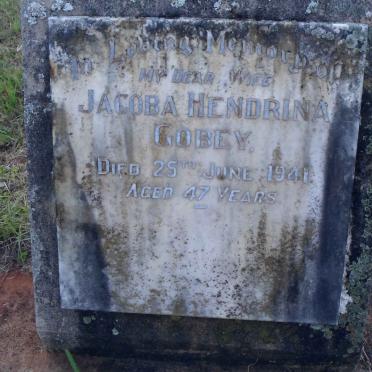 In Loving Memory of
My Dear Wife
Jacoba Hendrina
Gobey.
Died 25th June 1941.
Aged 47 Years